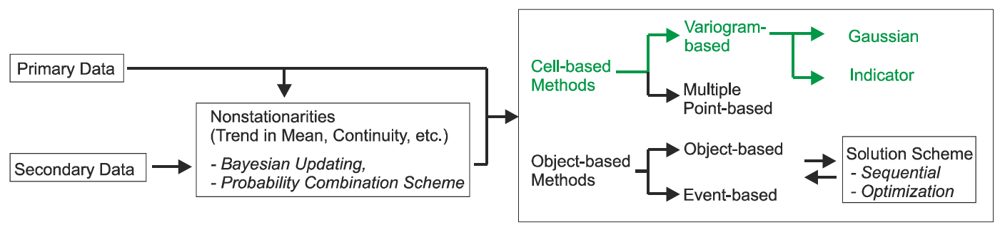 Primary Data
Secondary Data
Nonstationarities
(Trend in Mean, Continuity, etc.)
- Bayesian Updating,
- Probability Combination Scheme
Cell-based
Methods
Variogram-
based
Gaussian
Indicator
Multiple
Point-based
Object-based
Methods
Object-based
Event-based
Solution Scheme
- Sequential
- Optimization